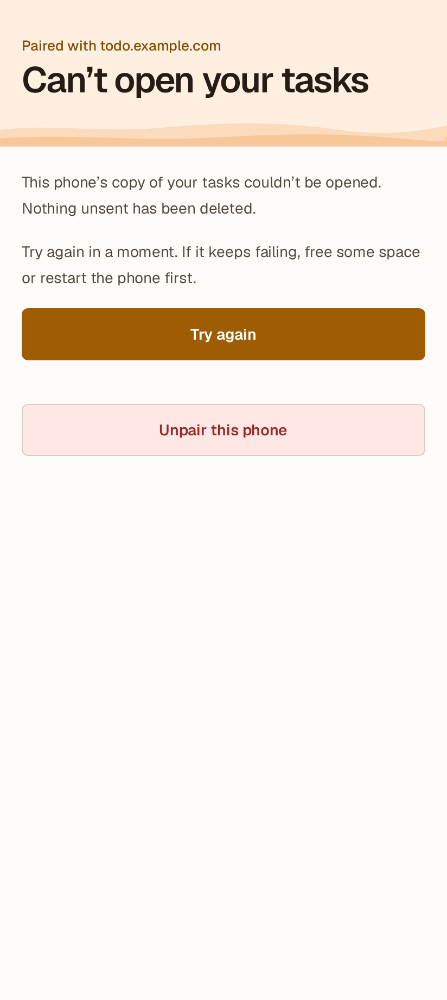 Paired with todo.example.com
Can’t open your tasks
This phone’s copy of your tasks couldn’t be opened.
Nothing unsent has been deleted.
Try again in a moment. If it keeps failing, free some space
or restart the phone first.
Try again
Unpair this phone